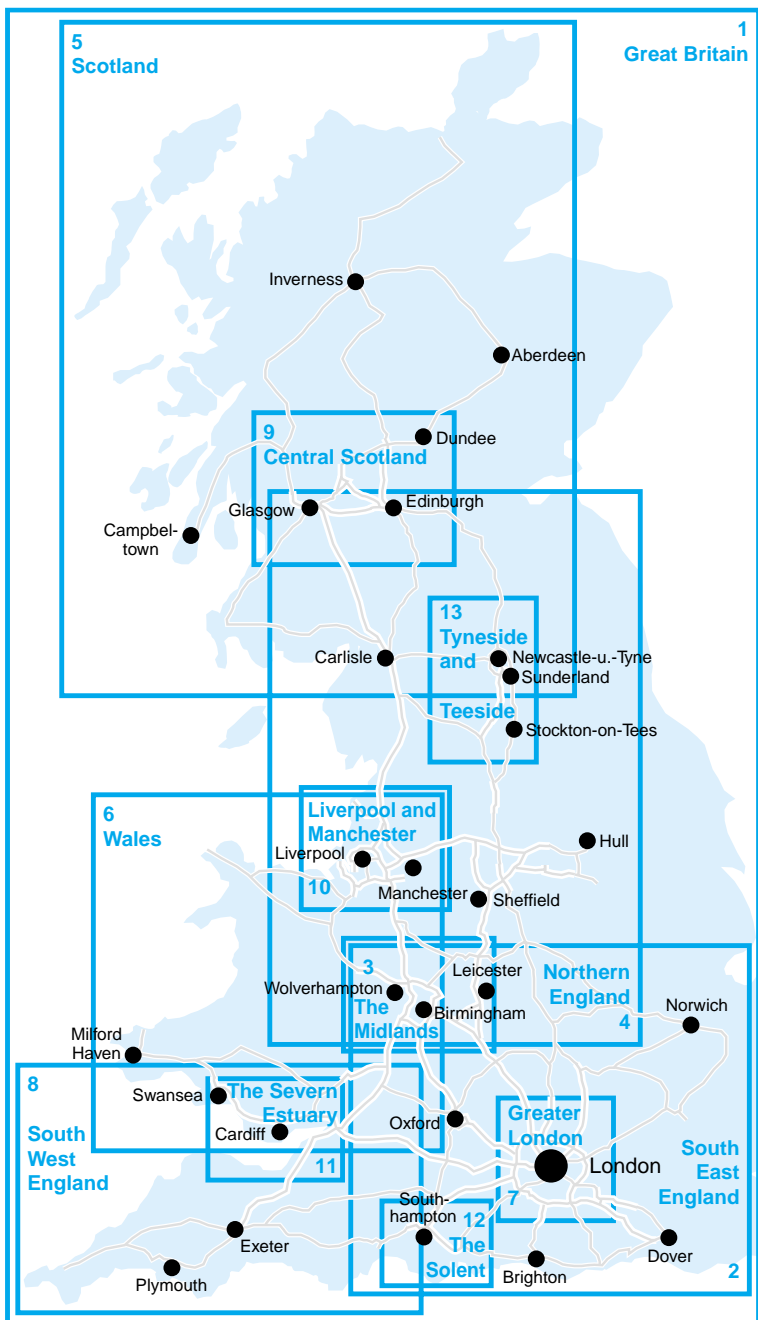 5
Scotland
1
Great Britain
Inverness
Aberdeen
Dundee
9
Central Scotland
Glasgow
Edinburgh
Campbel-
town
13
Tyneside
and
Carlisle
Newcastle-u.-Tyne
Sunderland
Teeside
Stockton-on-Tees
6
Wales
Liverpool and
Manchester
Liverpool
10
Manchester
Hull
Sheffield
3
The
Midlands
Wolverhampton
Leicester
Birmingham
Northern
England
4
Norwich
Milford
Haven
8
South
West
England
Swansea
The Severn
Estuary
Cardiff
11
Oxford
Greater
London
London
7
South
East
England
2
South-
hampton
12
The
Solent
Exeter
Plymouth
Brighton
Dover